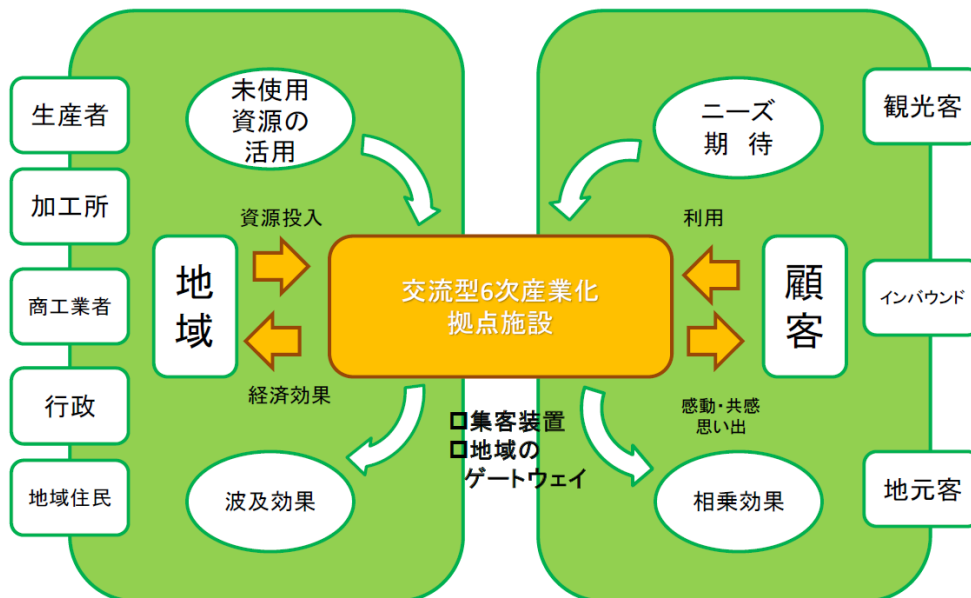 生産者
加工所
商工業者
行政
地域住民
未使用
資源の
活用
資源投入
地
域
経済効果
波及効果
交流型6次産業化
拠点施設
集客装置
地域の
ゲートウェイ
ニーズ
期 待
利用
顧
客
感動・共感
思い出
相乗効果
観光客
インバウンド
地元客